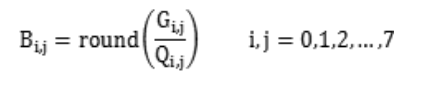 B_{i,j} = round(G_{i,j} / Q_{i,j}) i,j = 0,1,2,...,7